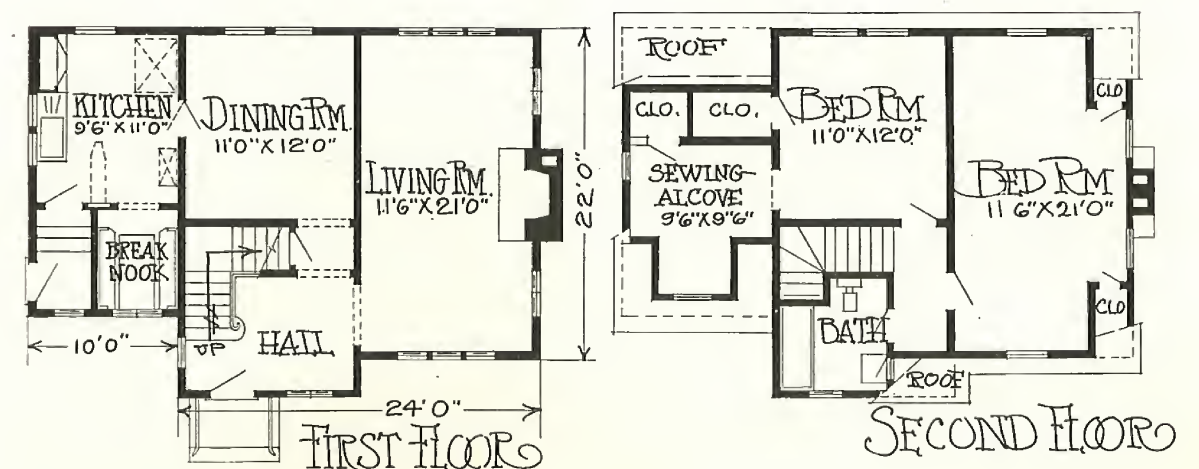 KITCHEN
9'6"X11'0"
DINING RM.
11'0"X12'0"
LIVING RM.
11'6"X21'0"
22'0"
BREAK
NOOK
10'0"
UP
HALL
24'0"
FIRST FLOOR
ROOF
CLO.
CLO.
BED RM
11'0"X12'0"
CLO
SEWING
ALCOVE
9'6"X9'6"
BED RM
11 6"X21'0"
CLO
BATH
ROOF
SECOND FLOOR